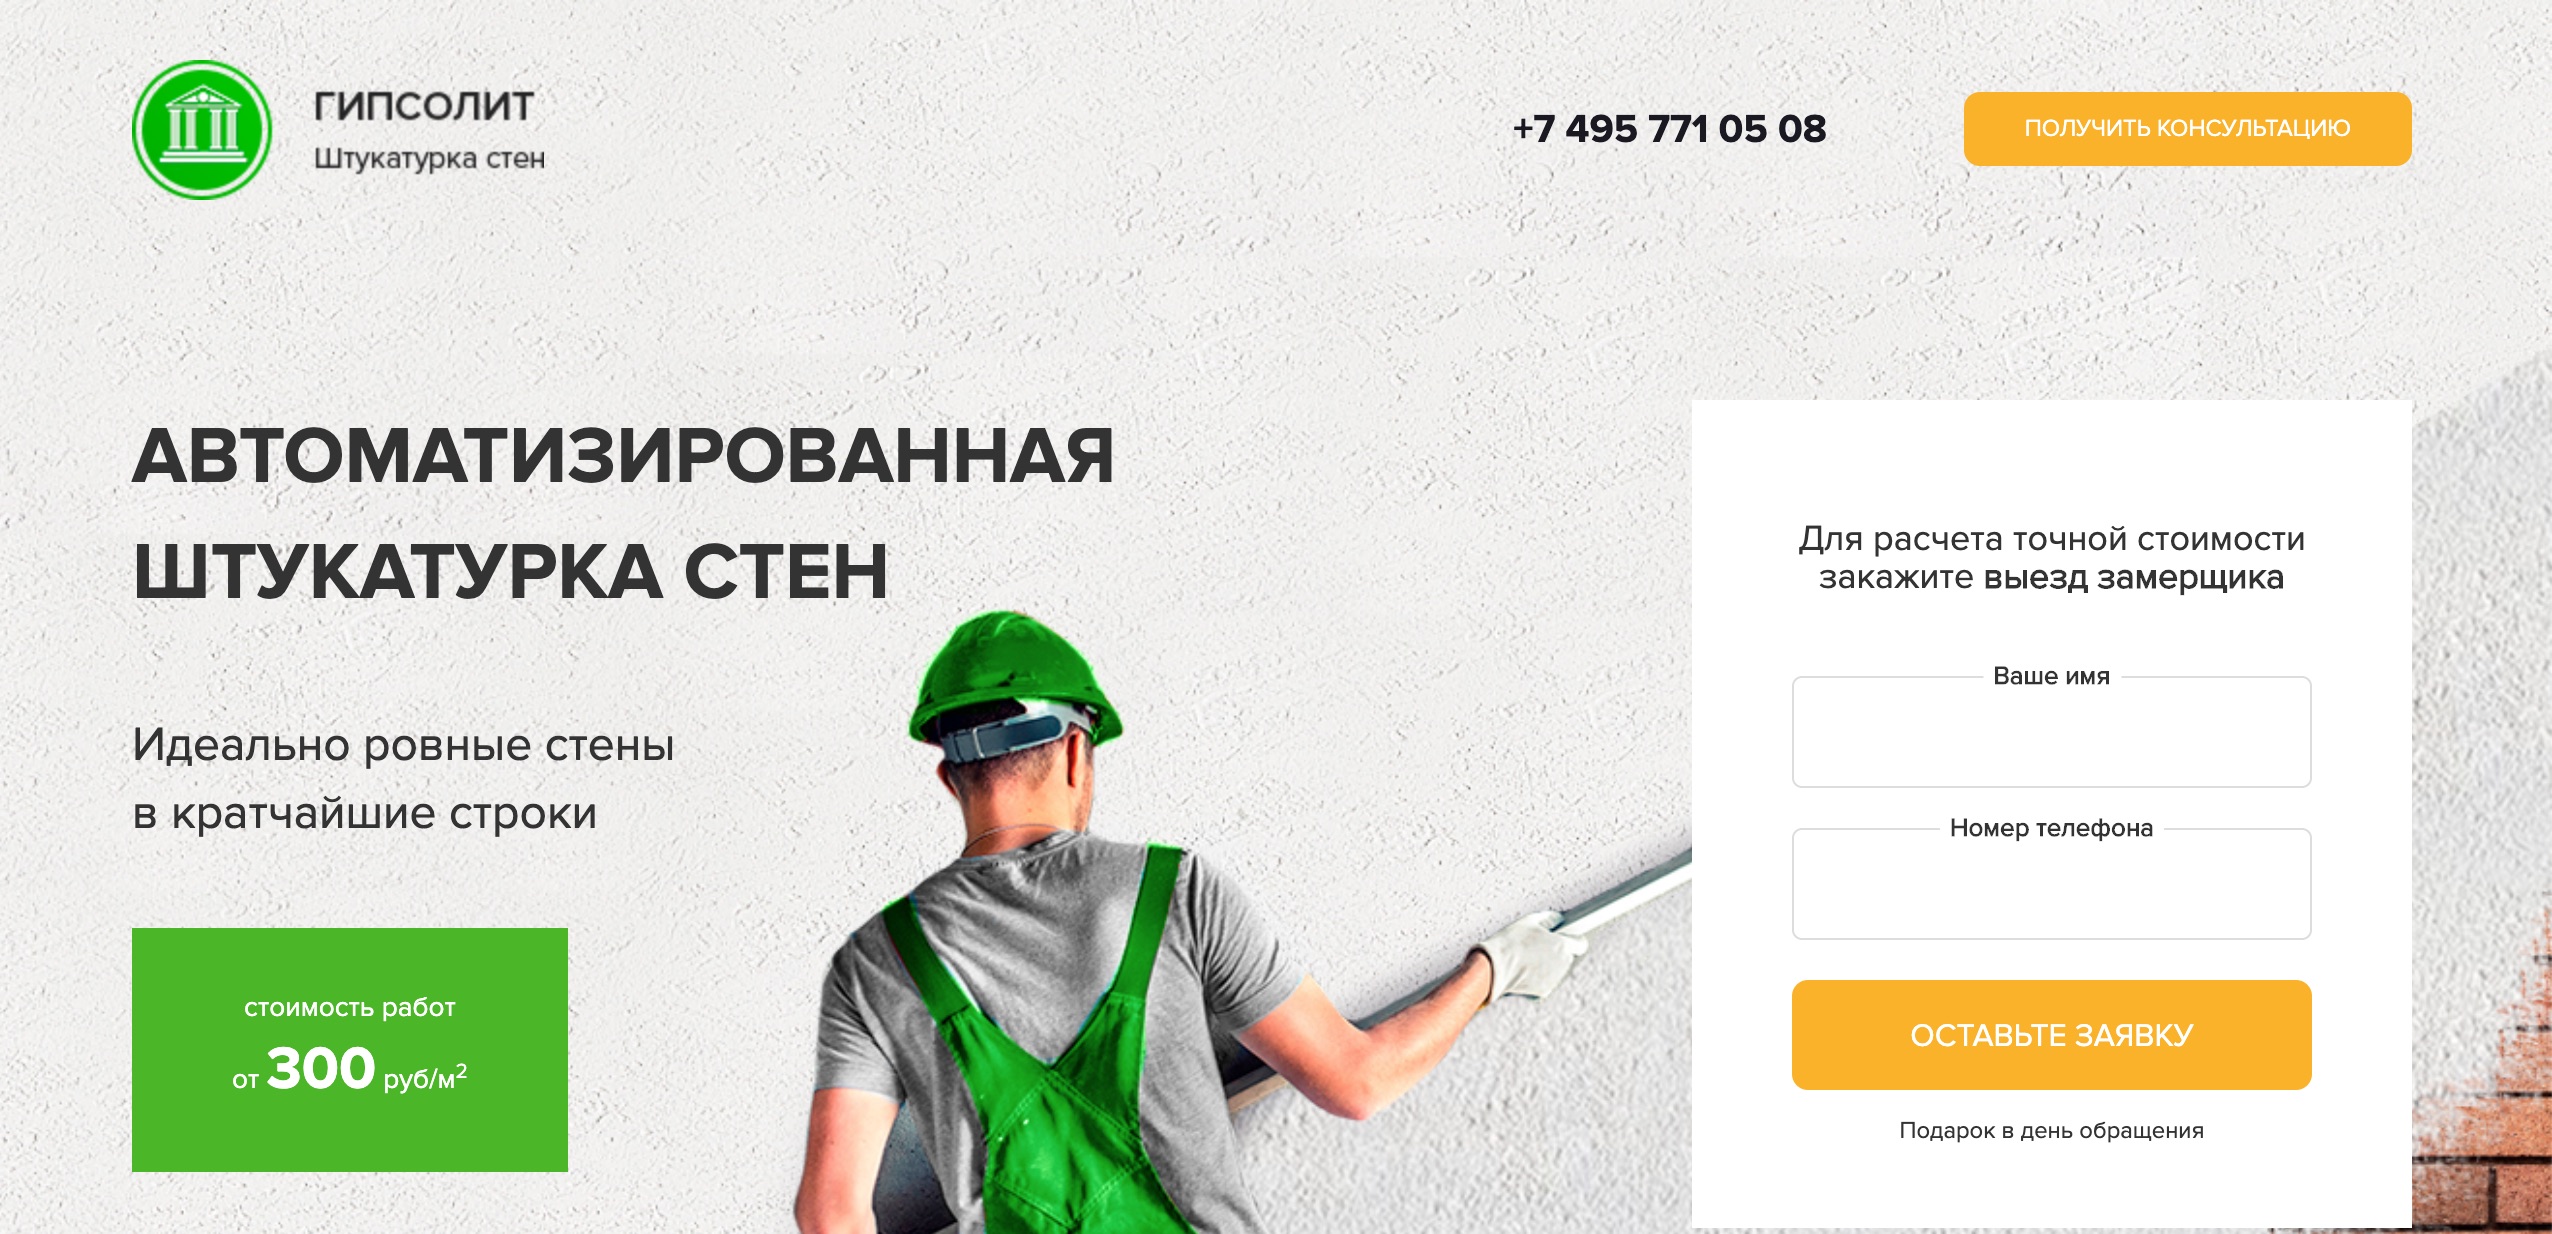 ГИПСОЛИТ
Штукатурка стен
+7 495 771 05 08
ПОЛУЧИТЬ КОНСУЛЬТАЦИЮ
АВТОМАТИЗИРОВАННАЯ
ШТУКАТУРКА СТЕН
Идеально ровные стены
в кратчайшие строки
стоимость работ
от 300 руб/м²
Для расчета точной стоимости
закажите выезд замерщика
Ваше имя
Номер телефона
ОСТАВЬТЕ ЗАЯВКУ
Подарок в день обращения